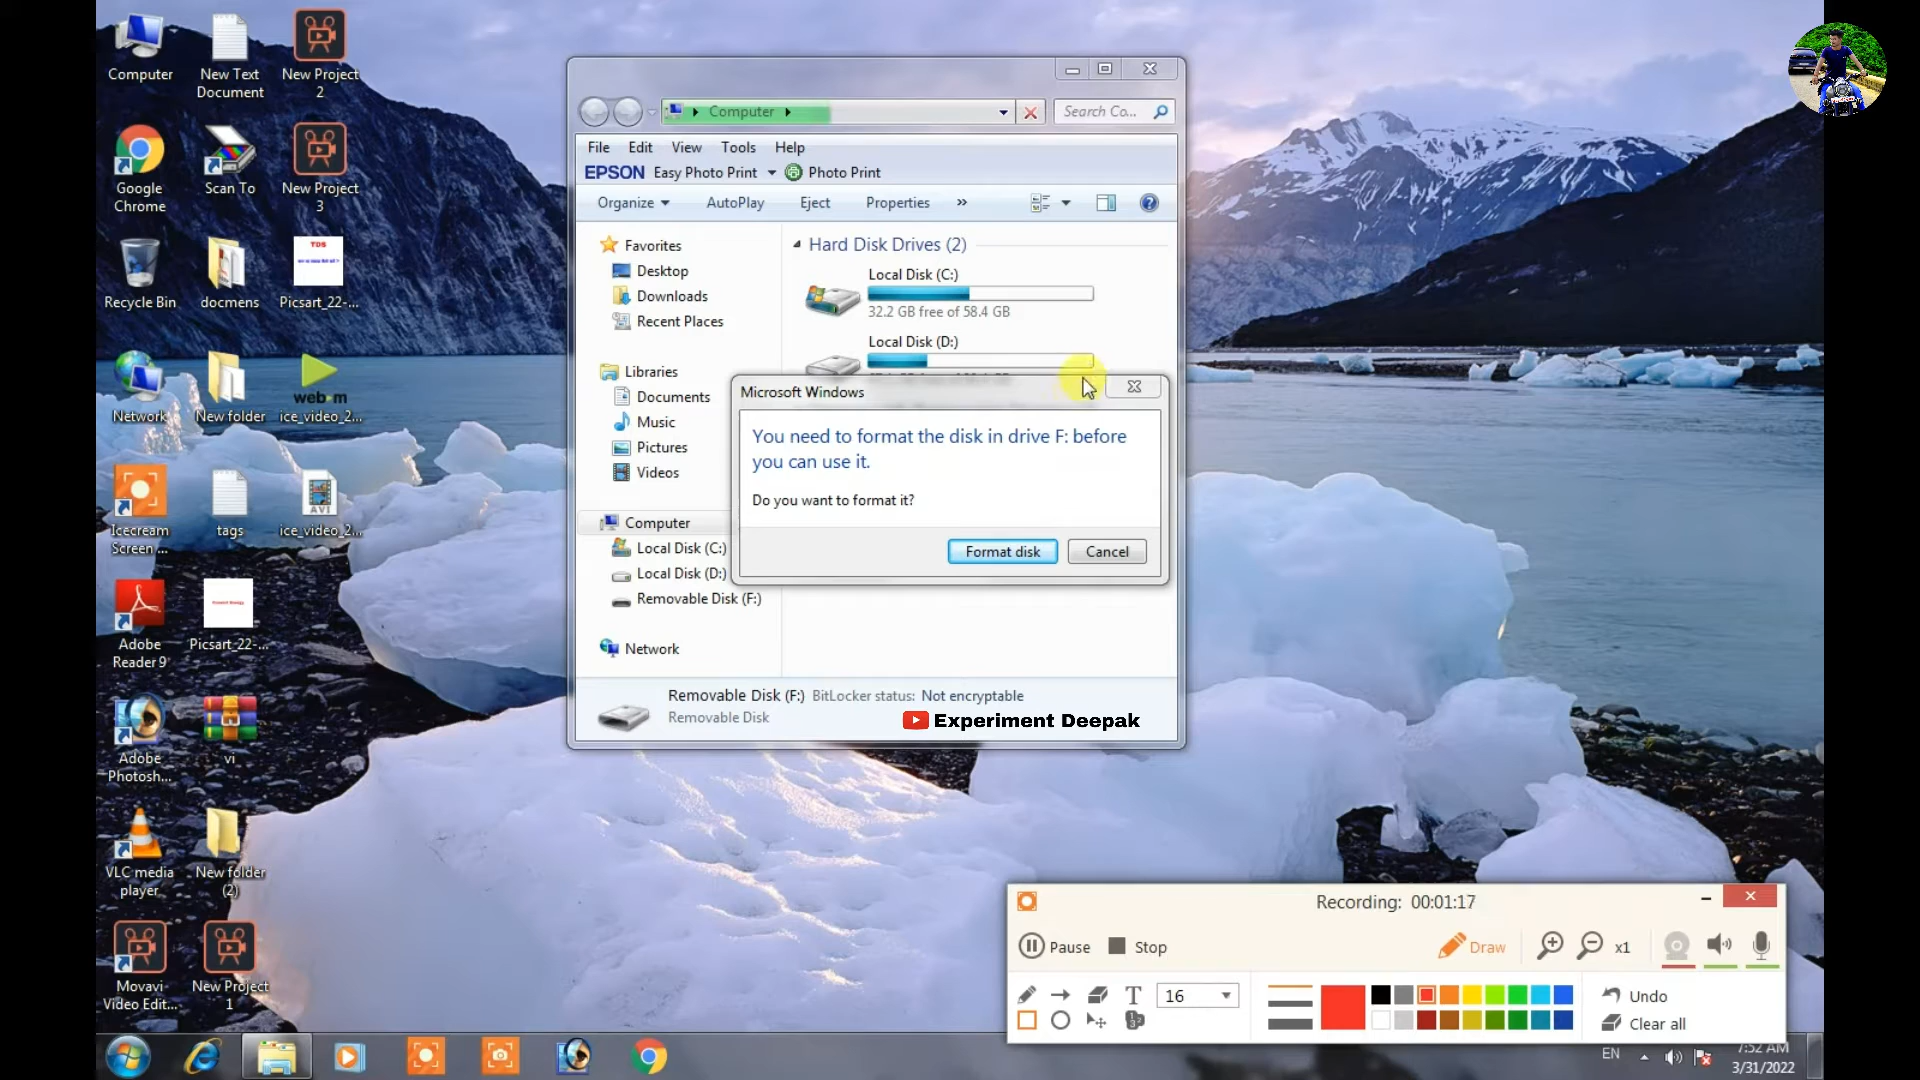 Computer
New Text
Document
New Project
2
Google
Chrome
Scan To
New Project
3
Recycle Bin
docmens
TDS
Picsart_22-...
Network
New folder
web-m
ice_video_2...
Icecream
Screen ...
tags
AVI
ice_video_2...
Adobe
Reader 9
Picsart_22-...
Adobe
Photosh...
vi
VLC media
player
New folder
(2)
Movavi
Video Edit...
New Project
1
Computer
Search Co...
File Edit View Tools Help
EPSON Easy Photo Print Photo Print
Organize AutoPlay Eject Properties »
Favorites
Desktop
Downloads
Recent Places
Libraries
Documents
Music
Pictures
Videos
Computer
Local Disk (C:)
Local Disk (D:)
Removable Disk (F:)
Network
Hard Disk Drives (2)
Local Disk (C:)
32.2 GB free of 58.4 GB
Local Disk (D:)
Microsoft Windows
You need to format the disk in drive F: before
you can use it.
Do you want to format it?
Format disk Cancel
Removable Disk (F:) BitLocker status: Not encryptable
Removable Disk
Experiment Deepak
Recording: 00:01:17
Pause Stop Draw x1
T 16 Undo
Clear all
EN
7:52 AM
3/31/2022